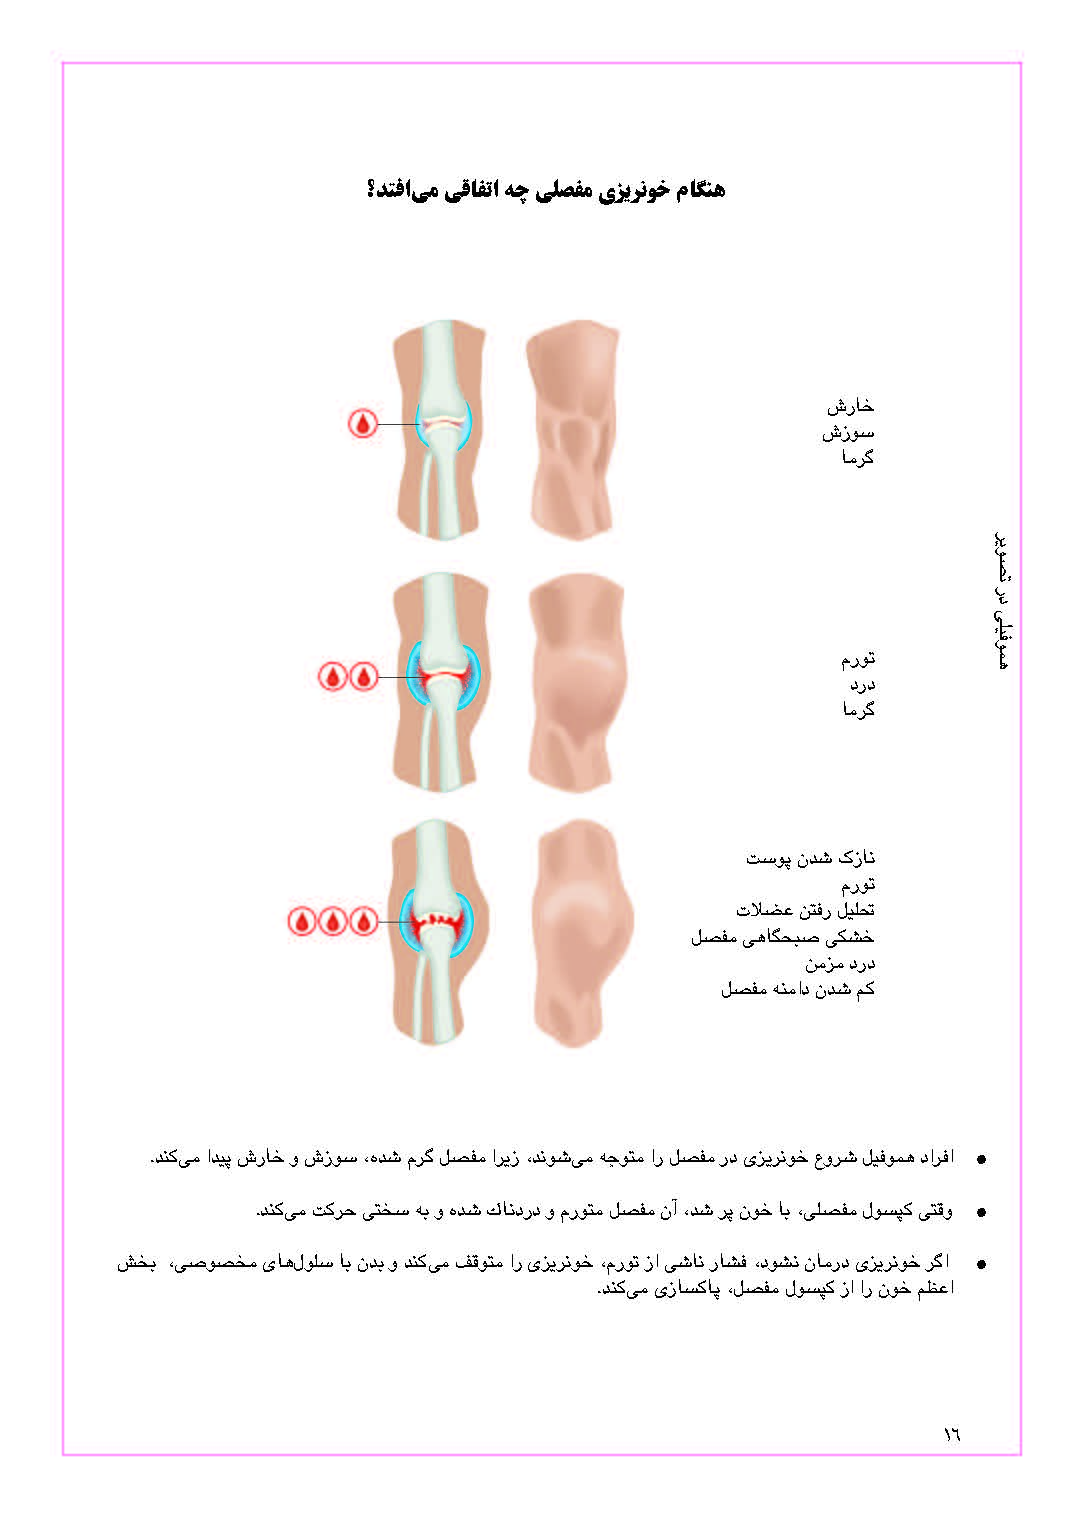 هنگام خونریزی مفصلی چه اتفاقی می‌افتد؟
خارش
سوزش
گرما
هموفیلی در تصویر
تورم
درد
گرما
نازک شدن پوست
تورم
تحلیل رفتن عضلات
خشکی صبحگاهی مفصل
درد مزمن
کم شدن دامنه مفصل
● افراد هموفیل شروع خونریزی در مفصل را متوجه می‌شوند، زیرا مفصل گرم شده، سوزش و خارش پیدا می‌کند.
● وقتی کپسول مفصلی، با خون پر شد، آن مفصل متورم و دردناك شده و به سختی حرکت می‌کند.
● اگر خونریزی درمان نشود، فشار ناشی از تورم، خونریزی را متوقف می‌کند و بدن با سلول‌های مخصوصی، بخش
اعظم خون را از کپسول مفصل، پاکسازی می‌کند.
١٦